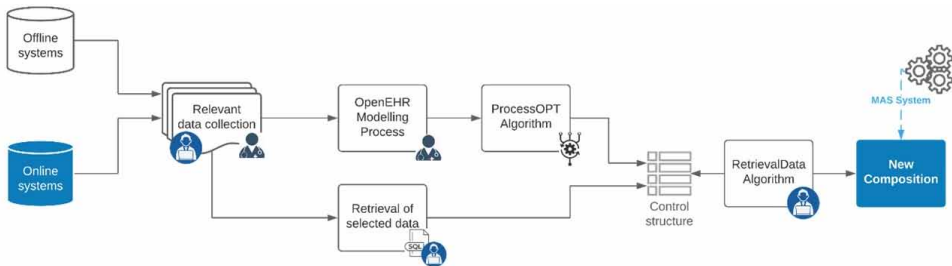 Offline
systems
Online
systems
Relevant
data collection
OpenEHR
Modelling
Process
ProcessOPT
Algorithm
Retrieval of
selected data
SQL
Control
structure
RetrievalData
Algorithm
MAS System
New
Composition